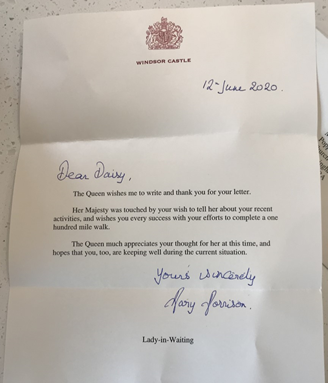 WINDSOR CASTLE
12-June 2020.
Dear Daisy,
The Queen wishes me to write and thank you for your letter.
Her Majesty was touched by your wish to tell her about your recent
activities, and wishes you every success with your efforts to complete a one
hundred mile walk.
The Queen much appreciates your thought for her at this time, and
hopes that you, too, are keeping well during the current situation.
Yours sincerely
Mary Morrison.
Lady-in-Waiting